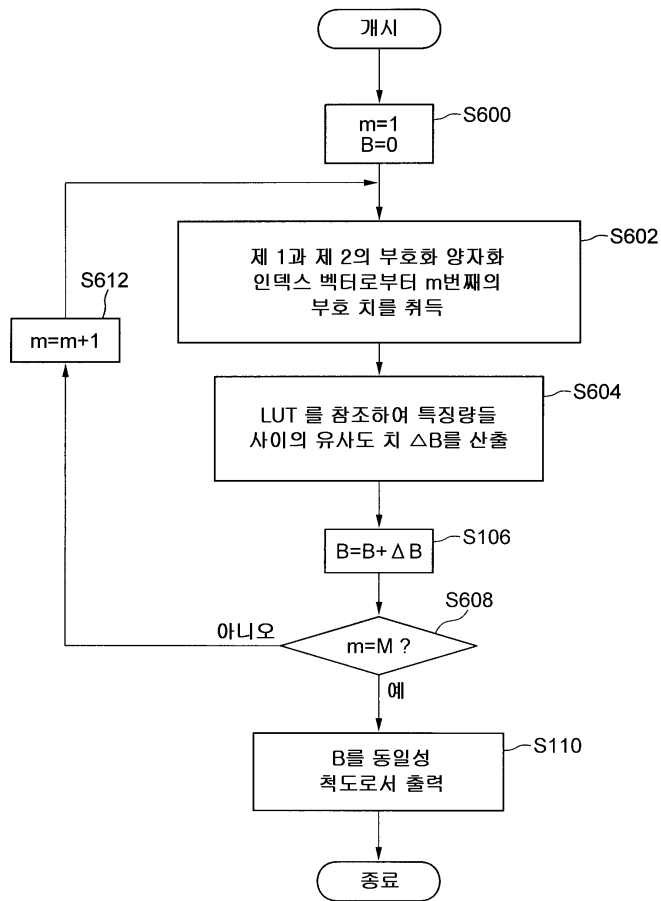 개시
m=1
B=0
S600
제 1과 제 2의 부호화 양자화
인덱스 벡터로부터 m번째의
부호 치를 취득
S602
S612
m=m+1
LUT 를 참조하여 특징량들
사이의 유사도 치 △B를 산출
S604
B=B+ △ B
S106
S608
아니오
m=M ?
예
B를 동일성
척도로서 출력
S110
종료